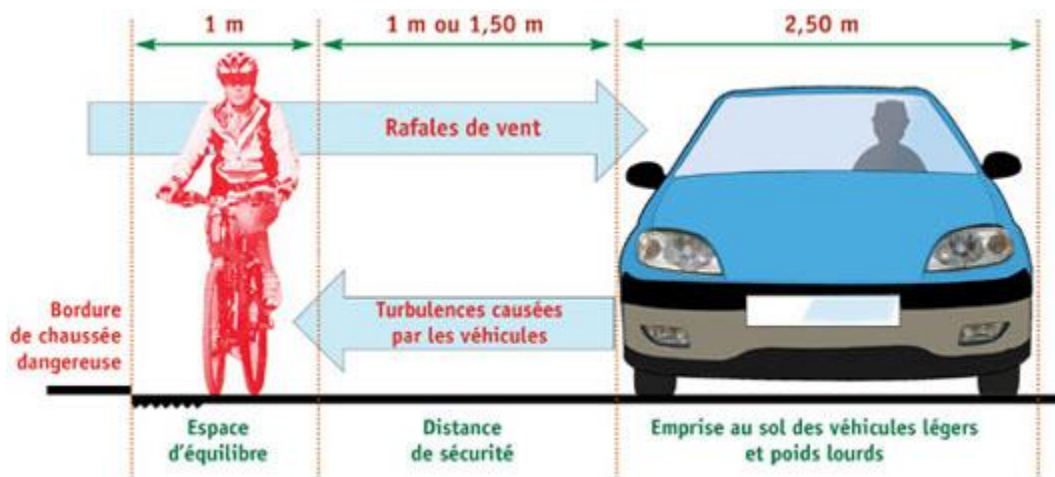 1 m
1 m ou 1,50 m
2,50 m
Rafales de vent
Turbulences causées
par les véhicules
Bordure
de chaussée
dangereuse
Espace
d'équilibre
Distance
de sécurité
Emprise au sol des véhicules légers
et poids lourds